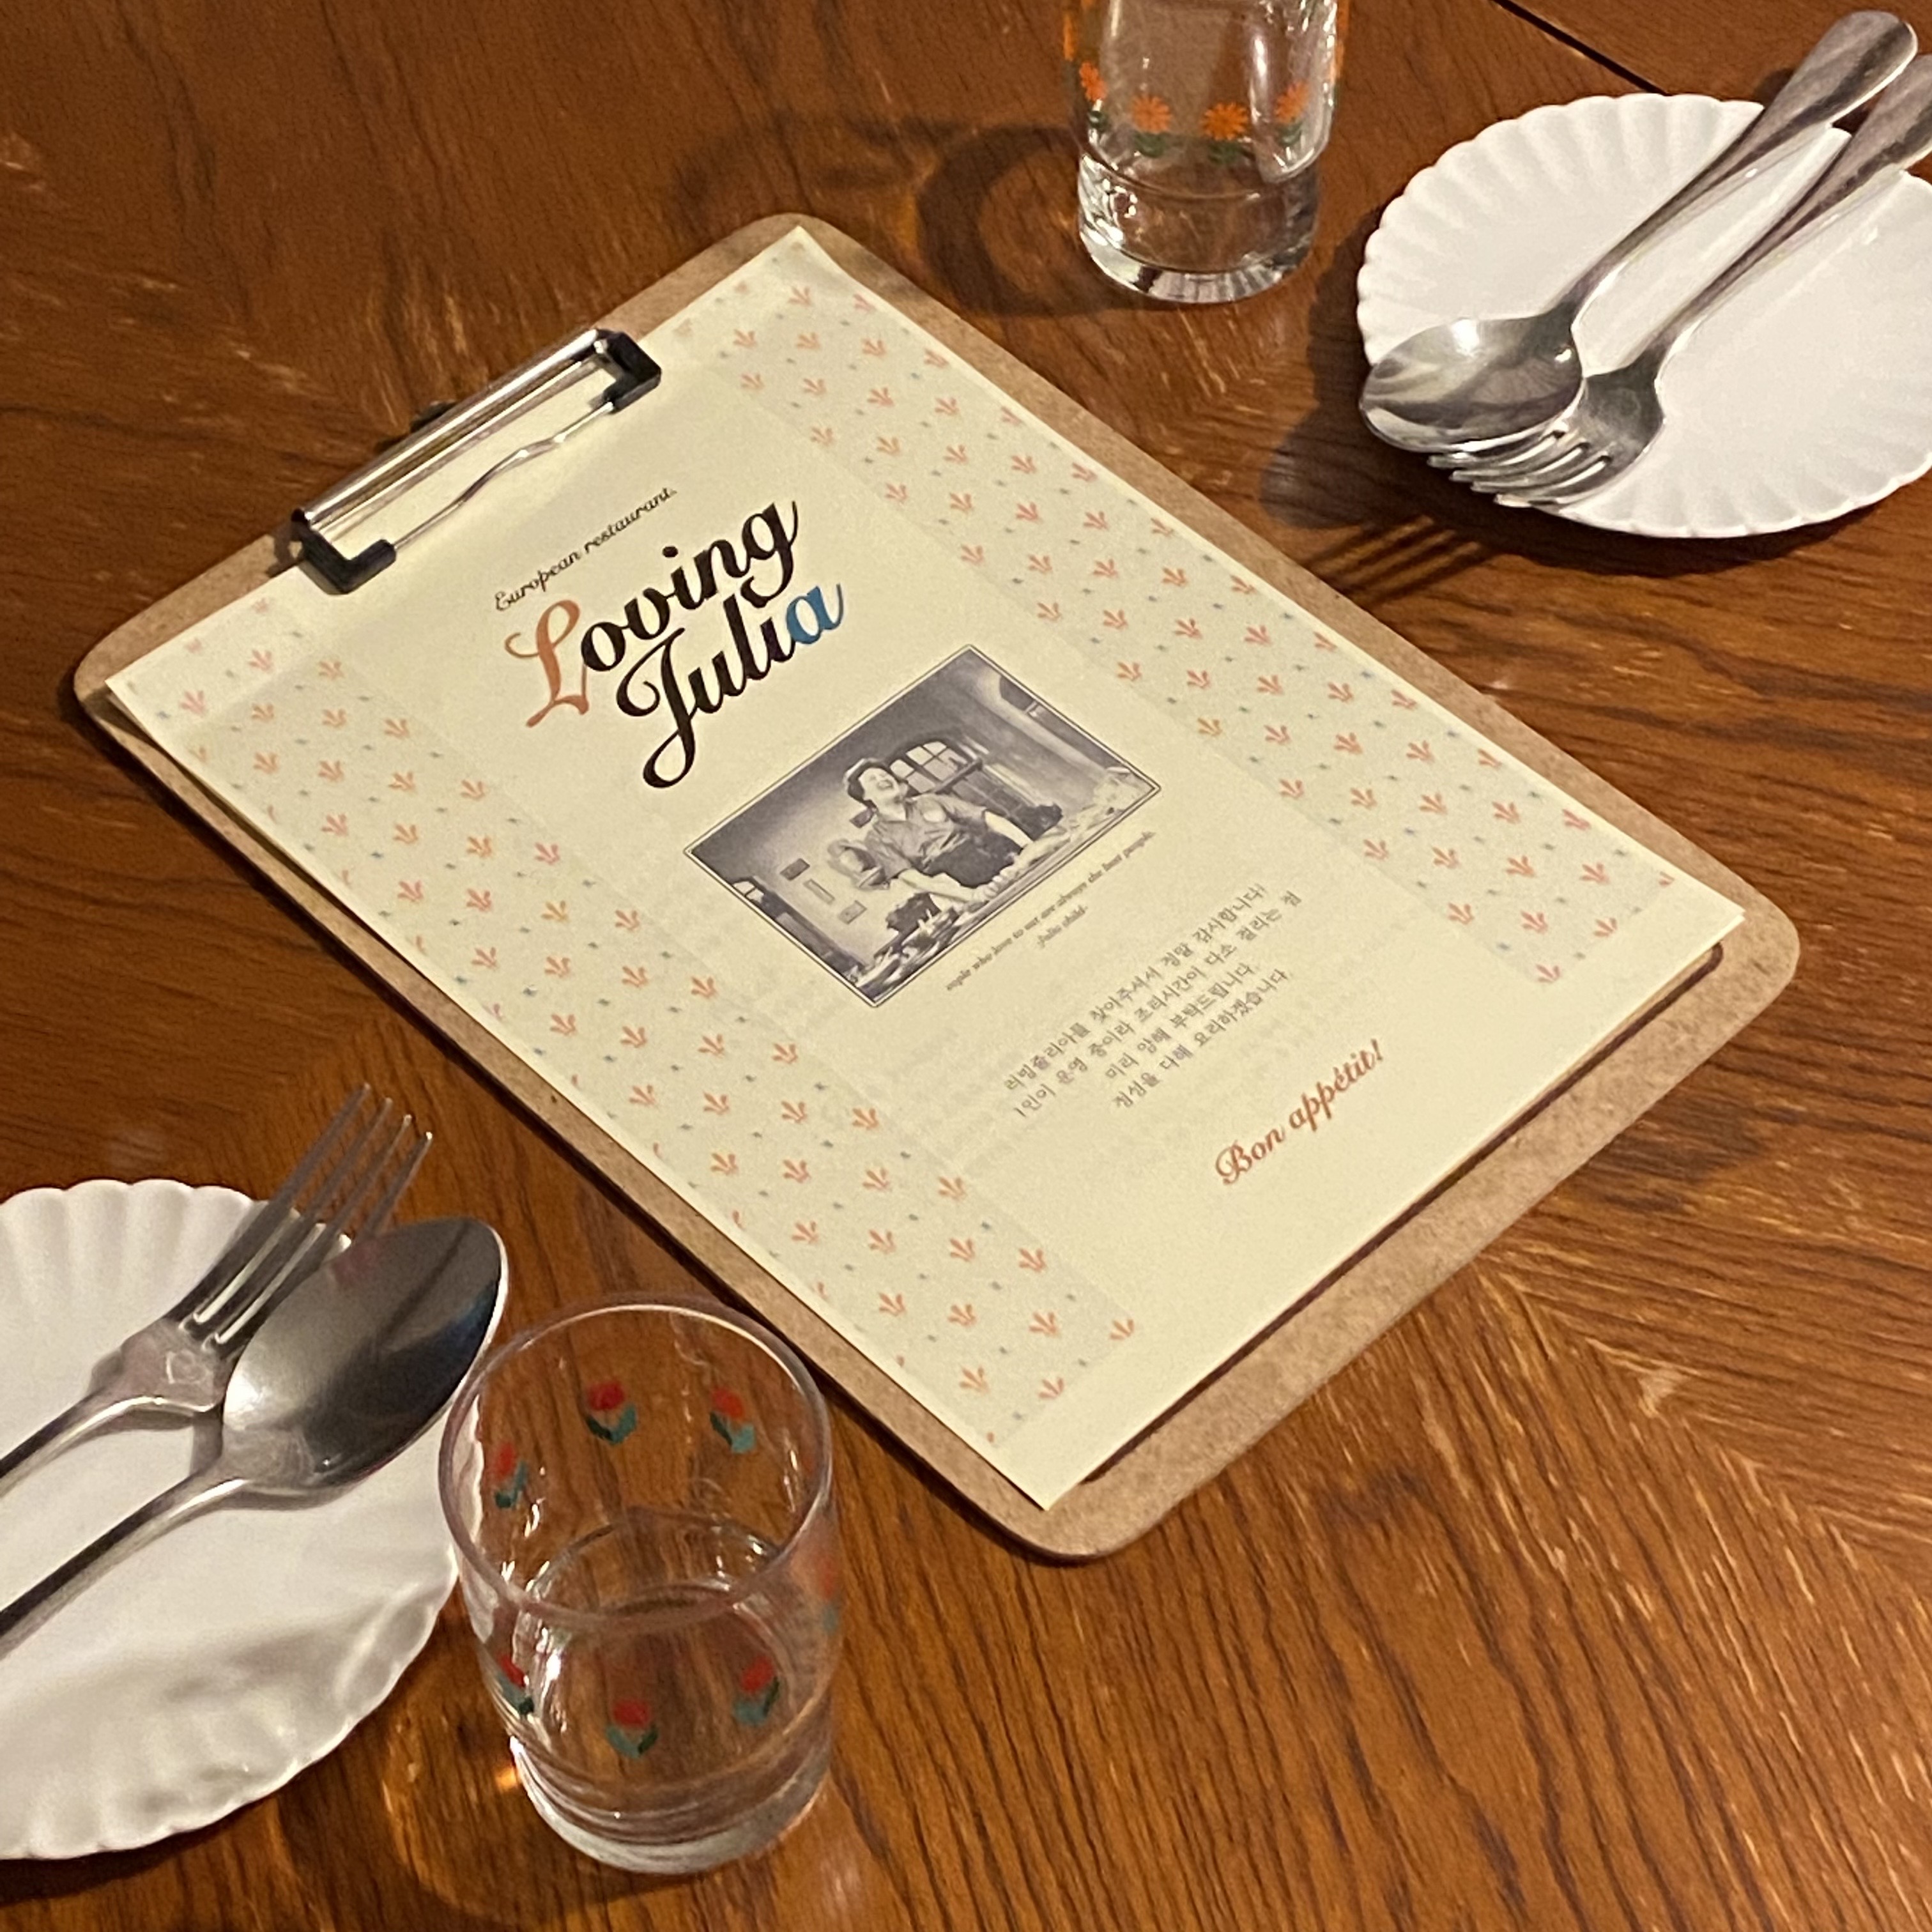 European restaurant.
Loving
Julia
people who love to eat are always the best people.
-Julia child-
러빙줄리아를 찾아주셔서 정말 감사합니다!
1인이 운영 중이라 조리시간이 다소 걸리는 점
미리 양해 부탁드립니다.
정성을 다해 요리하겠습니다.
Bon appétit!